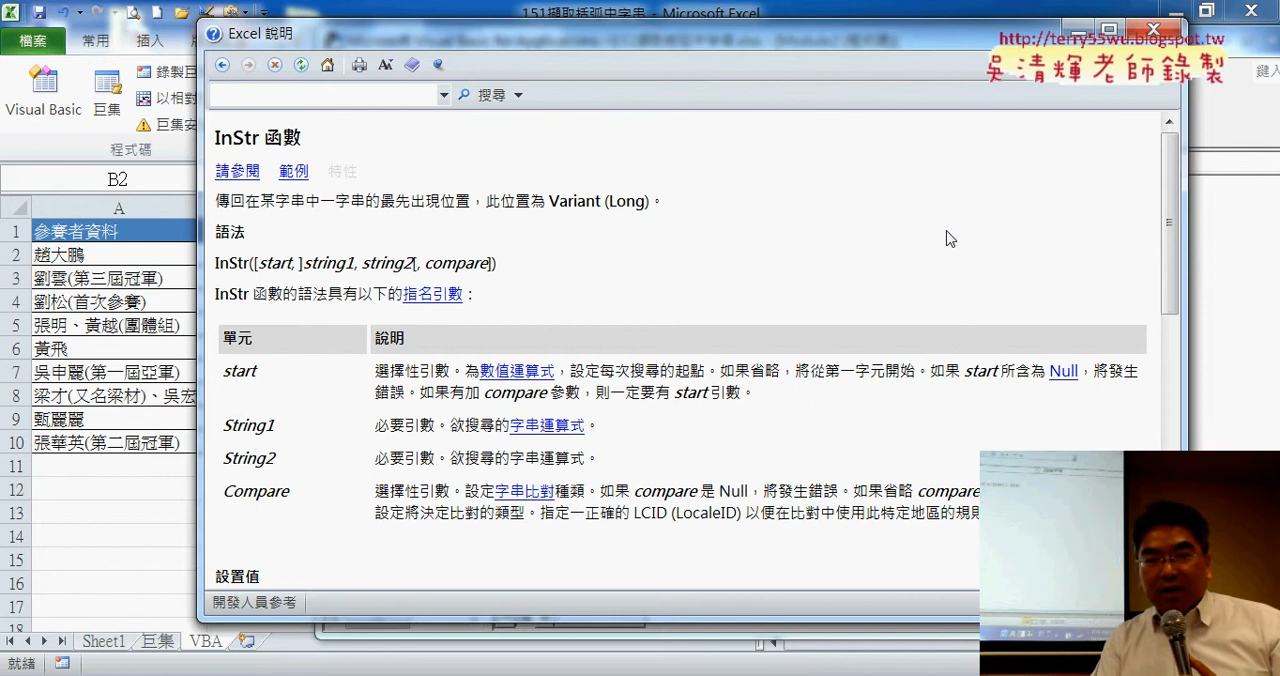 151擷取括弧中字串 - Microsoft Excel
Excel 說明
http://terry55wu.blogspot.tw
吳清輝老師錄製
檔案 常用 插入
Visual Basic 巨集
錄製巨
以相對
巨集安
程式碼
鍵入
搜尋
B2
A
1 參賽者資料
2 趙大鵬
3 劉雲(第三屆冠軍)
4 劉松(首次參賽)
5 張明、黃越(團體組)
6 黃飛
7 吳申麗(第一屆亞軍)
8 梁才(又名梁材)、吳宏
9 甄麗麗
10 張華英(第二屆冠軍)
11
12
13
14
15
16
17
18
InStr 函數
請參閱 範例 特性
傳回在某字串中一字串的最先出現位置，此位置為 Variant (Long)。
語法
InStr([start, ]string1, string2[, compare])
InStr 函數的語法具有以下的指名引數：
單元 說明
start 選擇性引數。為數值運算式，設定每次搜尋的起點。如果省略，將從第一字元開始。如果 start 所含為 Null，將發生
錯誤。如果有加 compare 參數，則一定要有 start 引數。
String1 必要引數。欲搜尋的字串運算式。
String2 必要引數。欲搜尋的字串運算式。
Compare 選擇性引數。設定字串比對種類。如果 compare 是 Null，將發生錯誤。如果省略 compare
設定將決定比對的類型。指定一正確的 LCID (LocaleID) 以便在比對中使用此特定地區的規則
設置值
開發人員參考
Sheet1 巨集 VBA
就緒